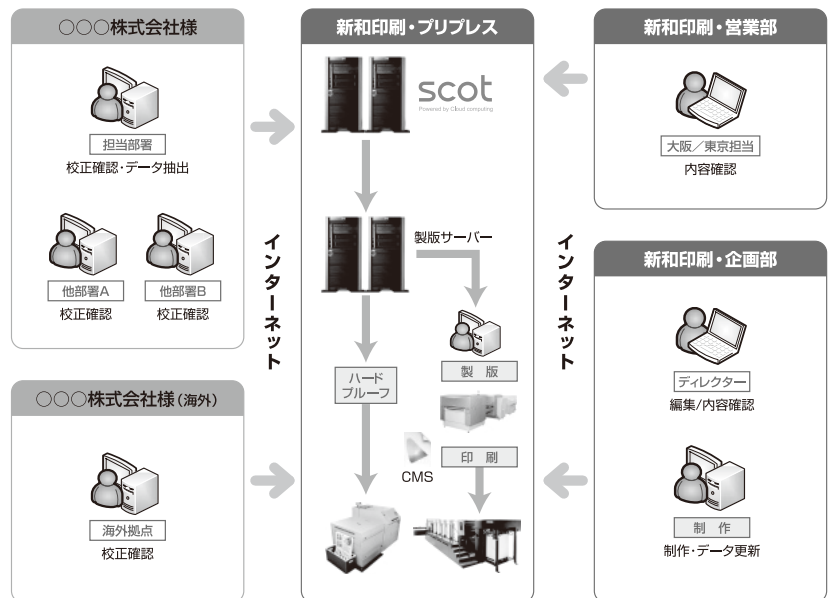 ○○○株式会社様
担当部署
校正確認・データ抽出
他部署A
校正確認
他部署B
校正確認
○○○株式会社様（海外）
海外拠点
校正確認
インターネット
新和印刷・プリプレス
scot
Powered by Cloud computing
製版サーバー
ハード
プルーフ
製 版
CMS
印 刷
インターネット
新和印刷・営業部
大阪／東京担当
内容確認
新和印刷・企画部
ディレクター
編集/内容確認
制 作
制作・データ更新